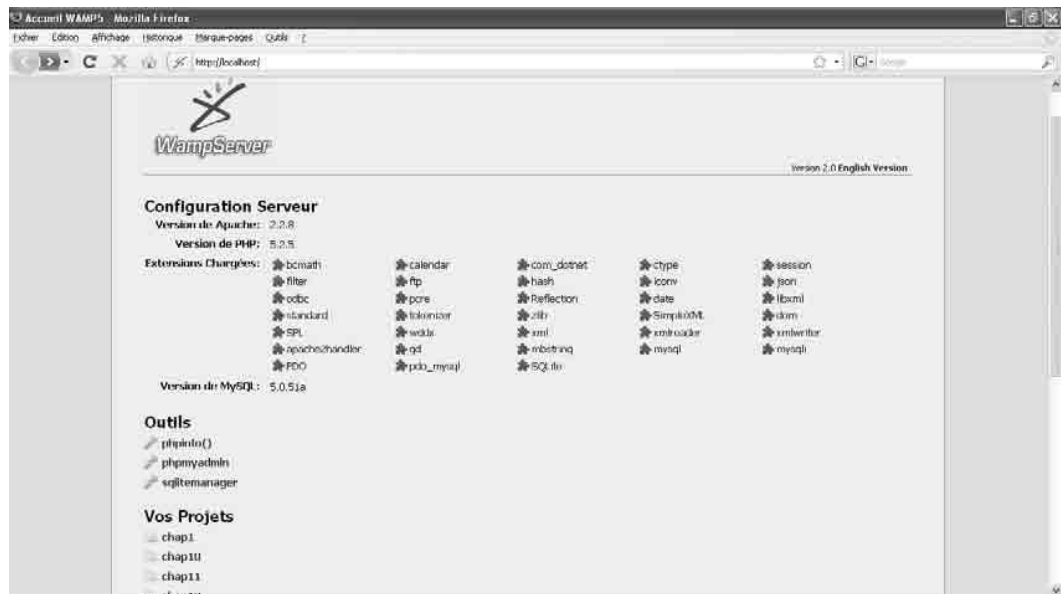 Accueil WAMP5 - Mozilla Firefox
Fichier Edition Affichage Historique Marque-pages Outils ?
http://localhost/
G Google
WampServer
Version 2.0 English Version
Configuration Serveur
Version de Apache: 2.2.8
Version de PHP: 5.2.5
Extensions Chargées: bcmath calendar com_dotnet ctype session
filter ftp hash iconv json
odbc pcre Reflection date libxml
standard tokenizer zlib SimpleXML dom
SPL wddx xml xmlreader xmlwriter
apache2handler gd mbstring mysql mysqli
PDO pdo_mysql SQLite
Version de MySQL: 5.0.51a
Outils
phpinfo()
phpmyadmin
sqlitemanager
Vos Projets
chap1
chap10
chap11